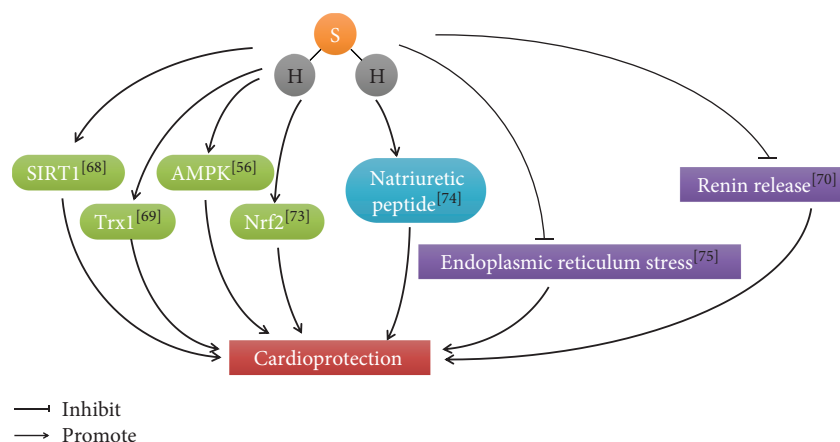 S
H
H
SIRT1[68]
AMPK[56]
Trx1[69]
Nrf2[73]
Natriuretic
peptide[74]
Renin release[70]
Endoplasmic reticulum stress[75]
Cardioprotection
Inhibit
Promote